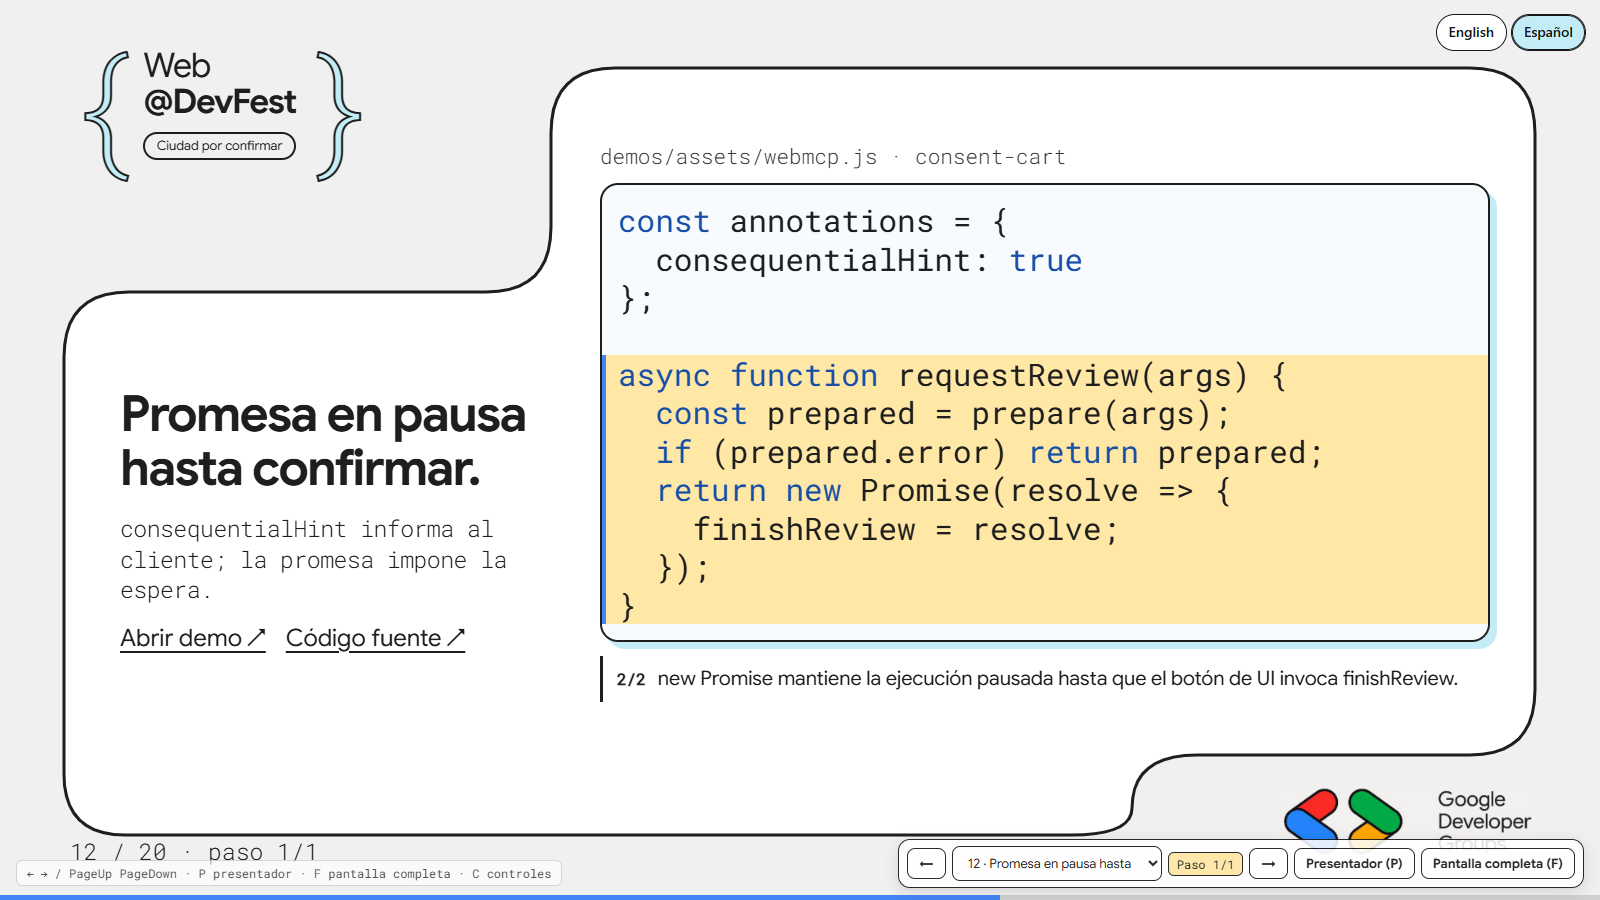 English
Español
Web
@DevFest
Ciudad por confirmar
demos/assets/webmcp.js · consent-cart
const annotations = {
  consequentialHint: true
};
async function requestReview(args) {
  const prepared = prepare(args);
  if (prepared.error) return prepared;
  return new Promise(resolve => {
    finishReview = resolve;
  });
}
Promesa en pausa
hasta confirmar.
consequentialHint informa al
cliente; la promesa impone la
espera.
Abrir demo ↗ Código fuente ↗
2/2 new Promise mantiene la ejecución pausada hasta que el botón de UI invoca finishReview.
Google
Developer
Groups
12 / 20 · paso 1/1
← → / PageUp PageDown · P presentador · F pantalla completa · C controles
← 12 · Promesa en pausa hasta Paso 1/1 → Presentador (P) Pantalla completa (F)